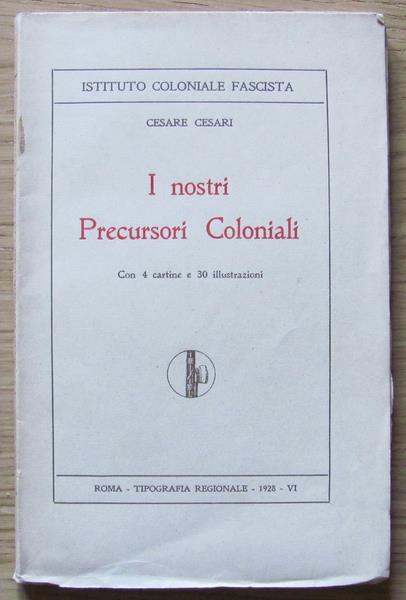 ISTITUTO COLONIALE FASCISTA
CESARE CESARI
I nostri
Precursori Coloniali
Con 4 cartine e 30 illustrazioni
ROMA - TIPOGRAFIA REGIONALE - 1928 - VI